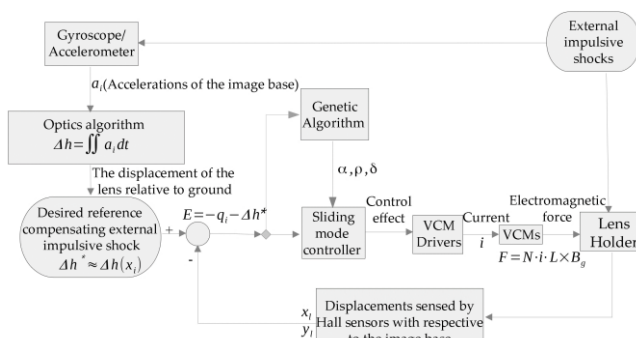 Gyroscope/
Accelerometer
External
impulsive
shocks
a_i(Accelerations of the image base)
Optics algorithm
Δh=∬ a_i dt
Genetic
Algorithm
The displacement of the
lens relative to ground
α,ρ,δ
Desired reference
compensating external
impulsive shock
Δh*≈Δh(x_i)
+
-
E=−q_i−Δh*
Sliding
mode
controller
Control
effect
VCM
Drivers
Current
i
Electromagnetic
force
VCMs
F=N·i·L×B_g
Lens
Holder
x_l
y_l
Displacements sensed by
Hall sensors with respective
to the image base